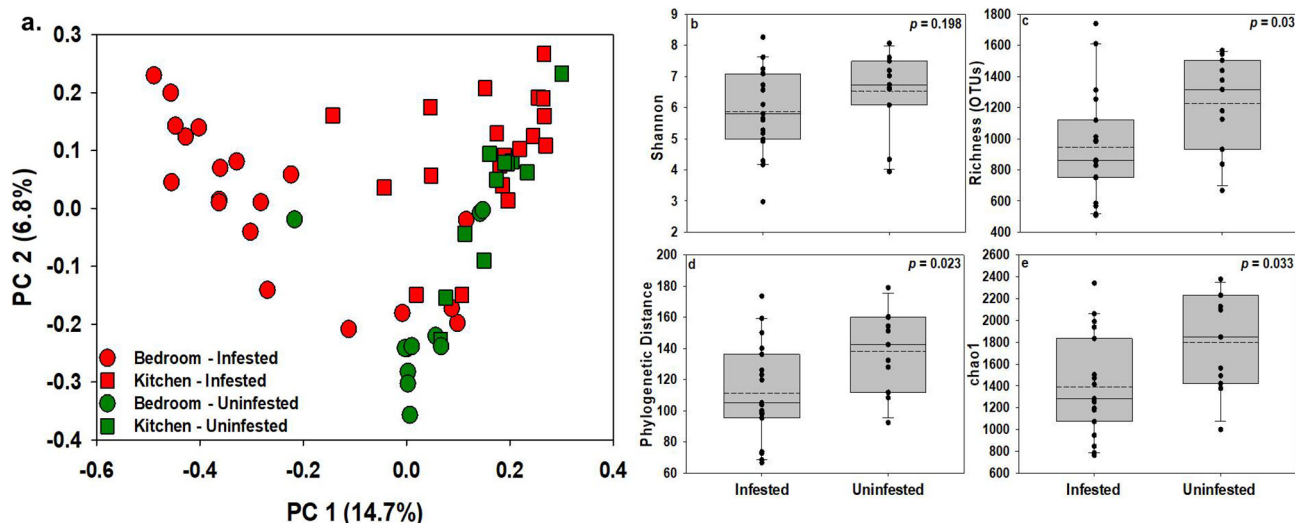 a.
PC 2 (6.8%)
0.3
0.2
0.1
0.0
-0.1
-0.2
-0.3
-0.4
Bedroom - Infested
Kitchen - Infested
Bedroom - Uninfested
Kitchen - Uninfested
-0.6 -0.4 -0.2 0.0 0.2 0.4
PC 1 (14.7%)
b
p = 0.198
Shannon
9
8
7
6
5
4
3
2
c
p = 0.03
Richness (OTUs)
1800
1600
1400
1200
1000
800
600
400
d
p = 0.023
Phylogenetic Distance
200
180
160
140
120
100
80
60
Infested Uninfested
e
p = 0.033
chao1
2600
2400
2200
2000
1800
1600
1400
1200
1000
800
600
Infested Uninfested